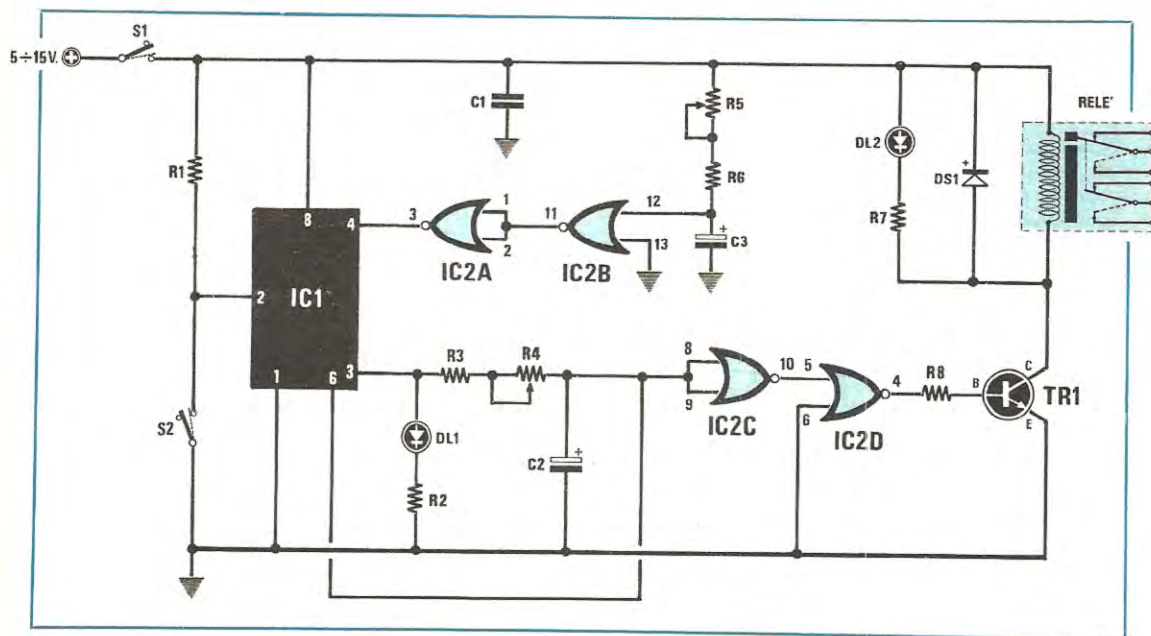 S1
5÷15V.
R1
C1
R5
RELE'
DL2
DS1
R6
R7
8
4
3
1
2
11
12
13
C3
IC2A
IC2B
2
IC1
1
6
3
R3
R4
8
9
10
5
6
4
R8
B
C
E
TR1
IC2C
IC2D
S2
DL1
C2
R2